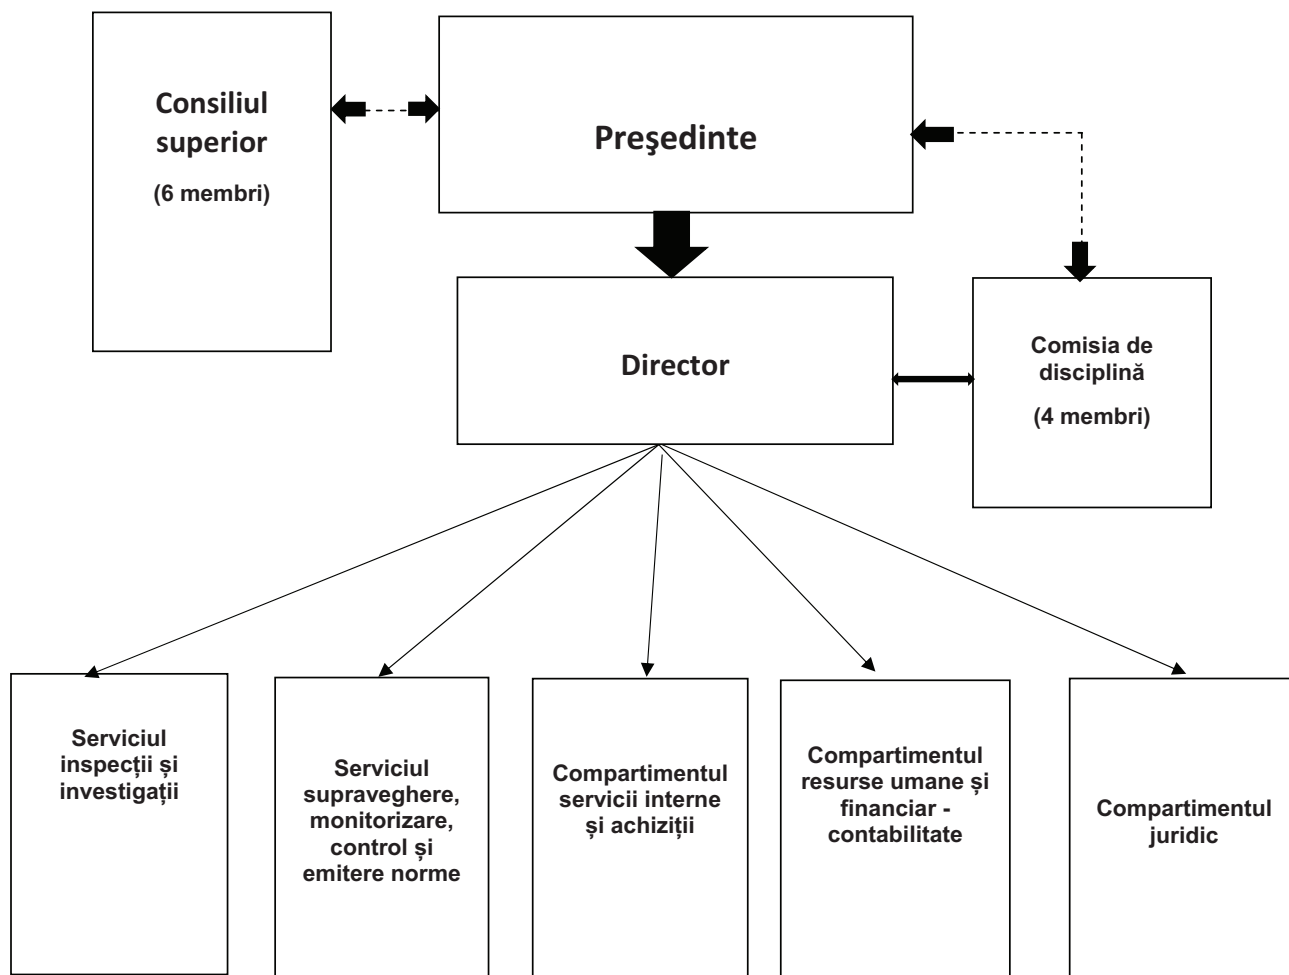 Consiliul
superior
(6 membri)
Preşedinte
Director
Comisia de
disciplină
(4 membri)
Serviciul
inspecții și
investigații
Serviciul
supraveghere,
monitorizare,
control și
emitere norme
Compartimentul
servicii interne
și achiziții
Compartimentul
resurse umane și
financiar -
contabilitate
Compartimentul
juridic